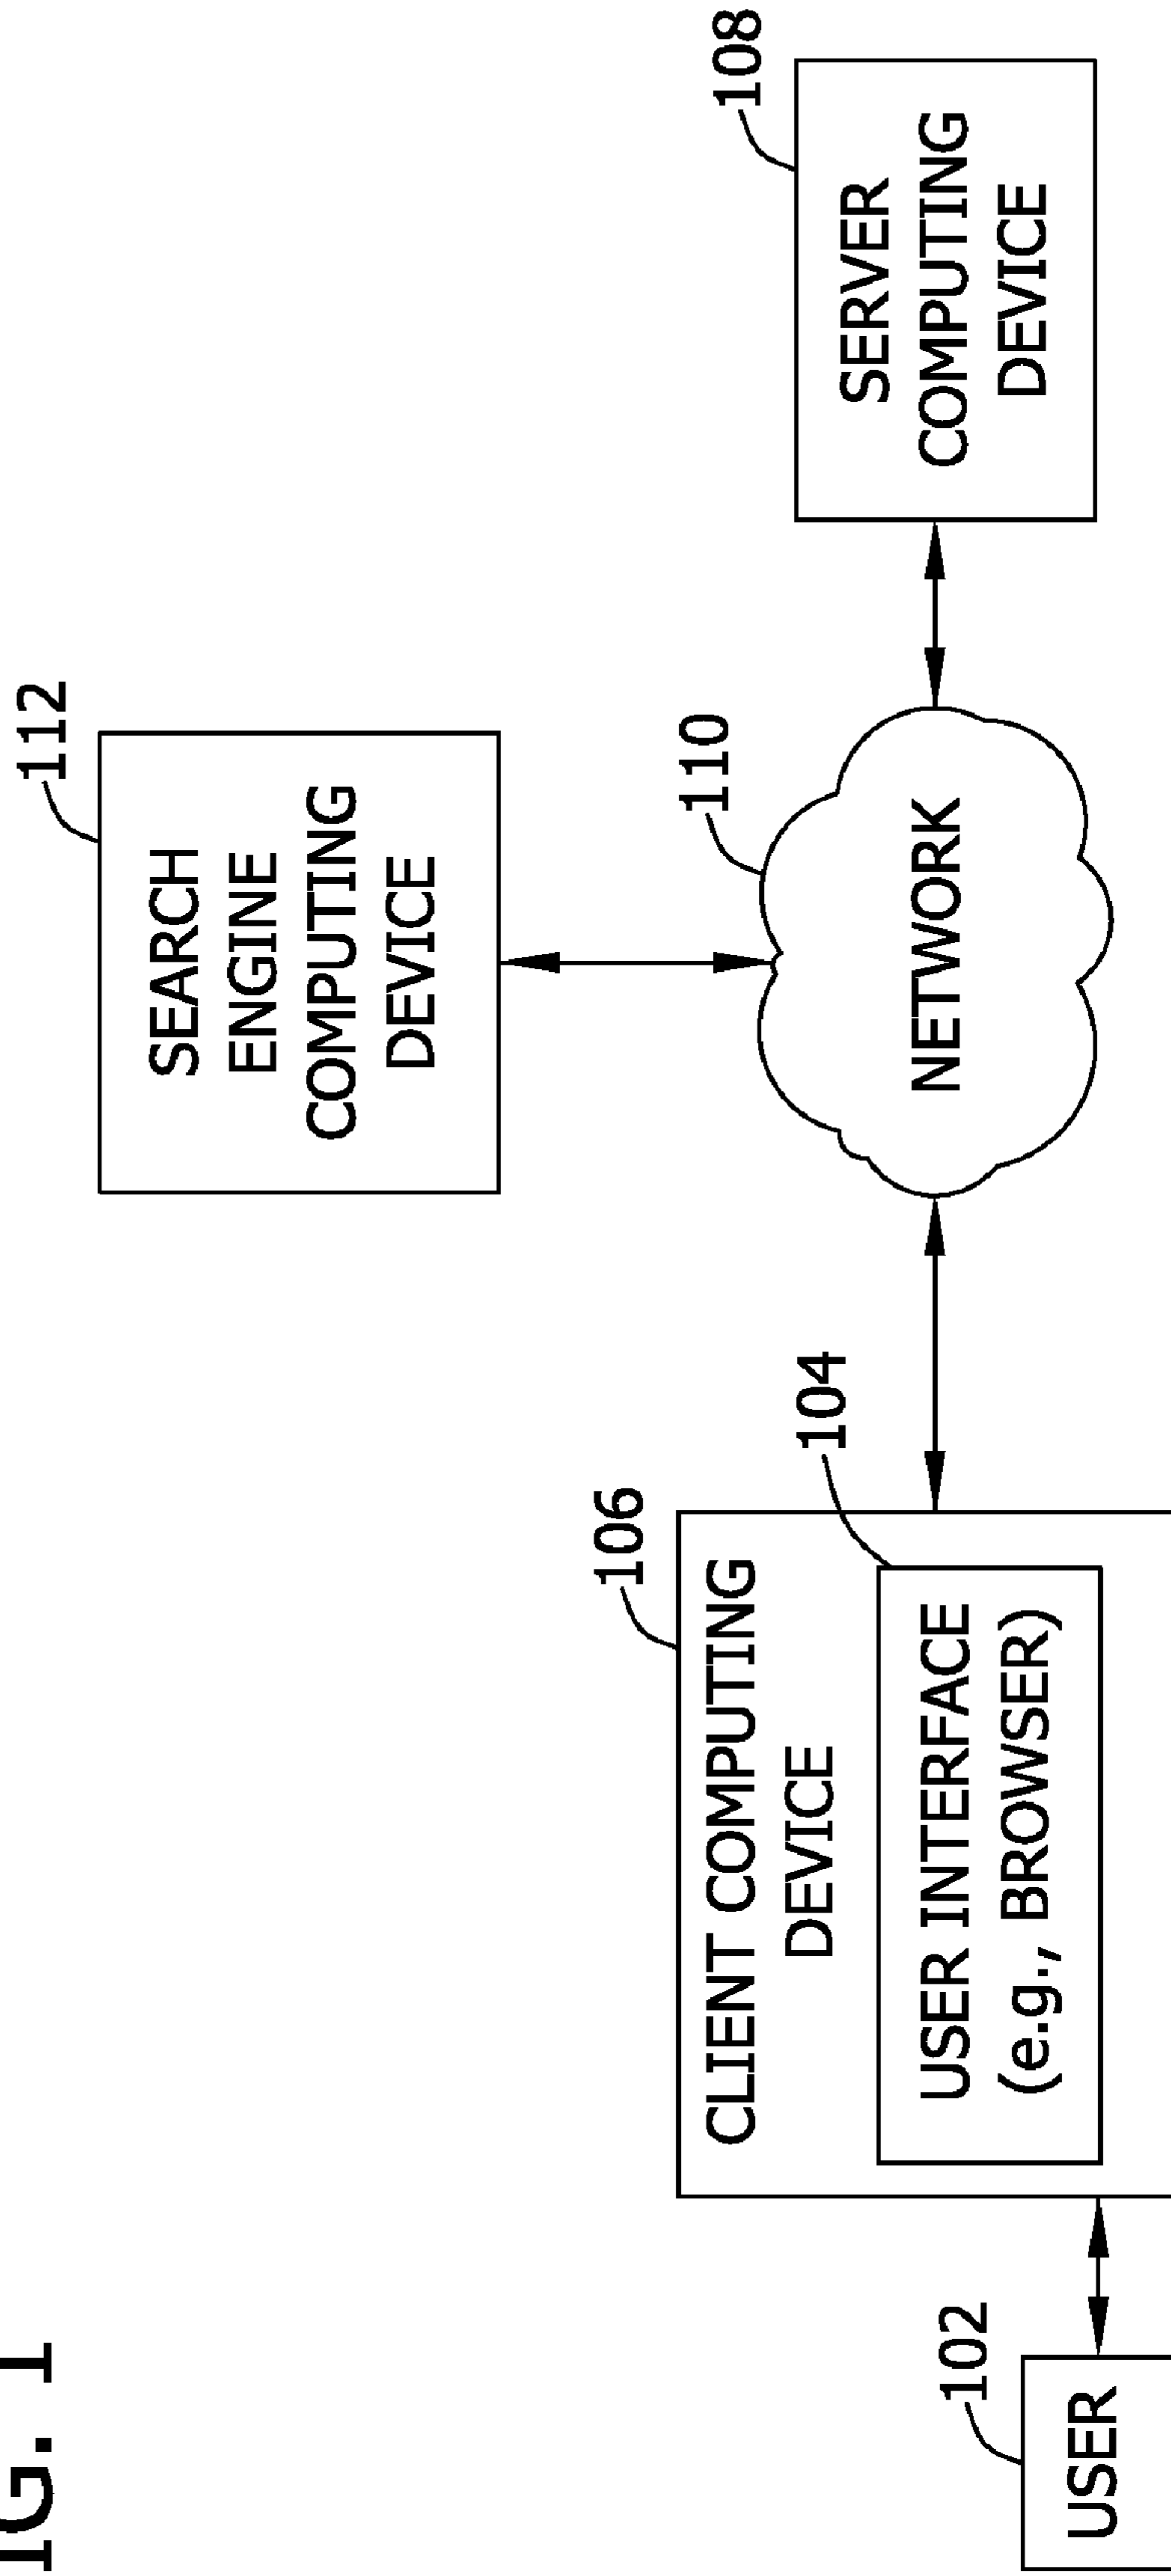 IG. 1
112
SEARCH
ENGINE
COMPUTING
DEVICE
106
CLIENT COMPUTING
DEVICE
104
USER INTERFACE
(e.g., BROWSER)
110
NETWORK
108
SERVER
COMPUTING
DEVICE
102
USER